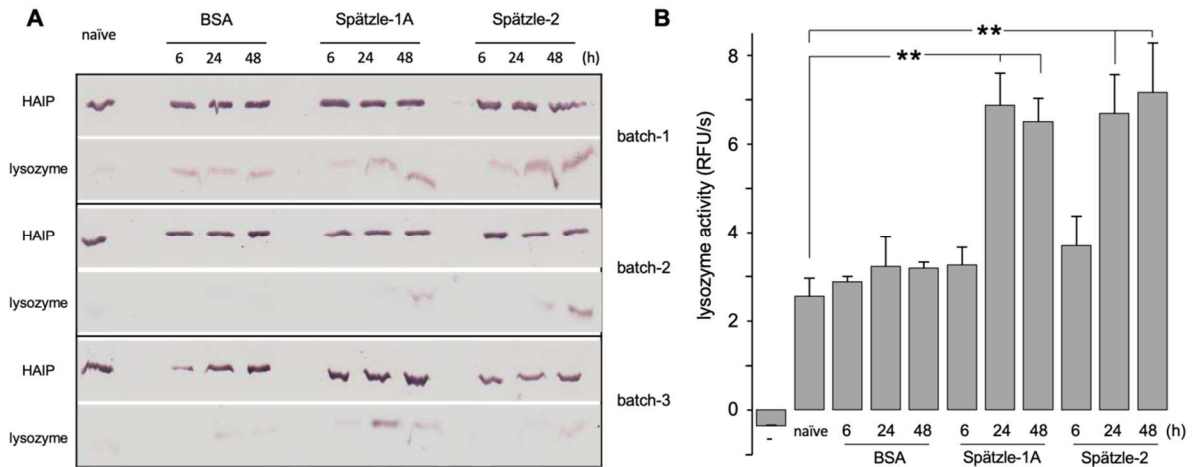 A
naïve
BSA
Spätzle-1A
Spätzle-2
6 24 48
6 24 48
6 24 48 (h)
HAIP
lysozyme
batch-1
HAIP
lysozyme
batch-2
HAIP
lysozyme
batch-3
B
lysozyme activity (RFU/s)
8
6
4
2
0
**
**
-
naïve 6 24 48 6 24 48 6 24 48 (h)
BSA Spätzle-1A Spätzle-2